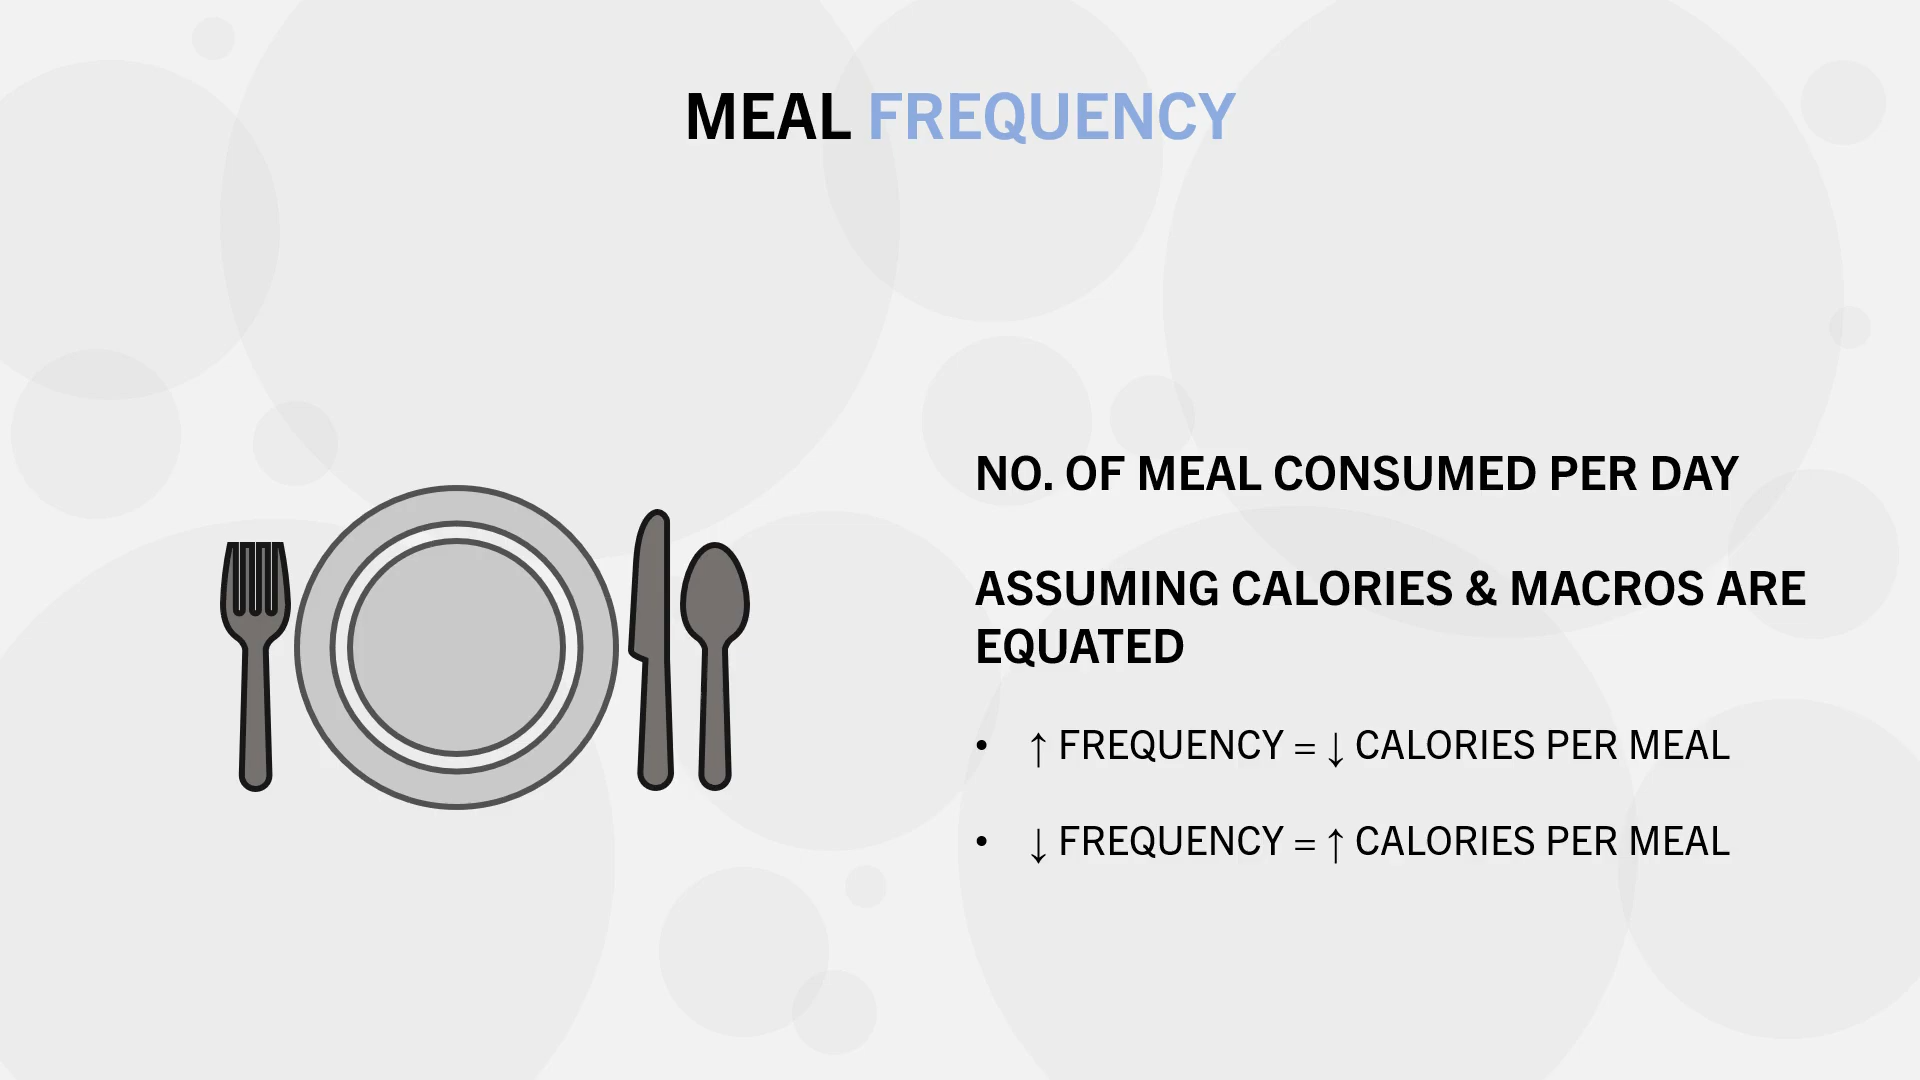 MEAL FREQUENCY
NO. OF MEAL CONSUMED PER DAY
ASSUMING CALORIES & MACROS ARE
EQUATED
• ↑ FREQUENCY = ↓ CALORIES PER MEAL
• ↓ FREQUENCY = ↑ CALORIES PER MEAL